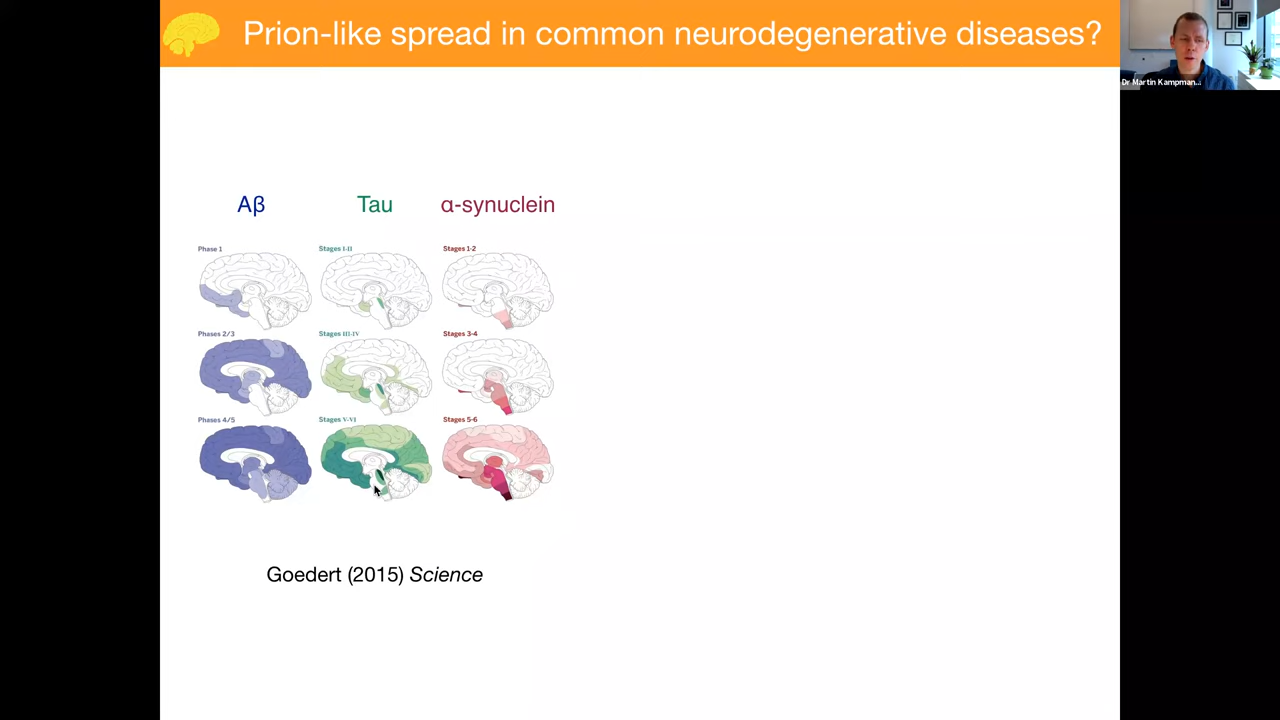 Prion-like spread in common neurodegenerative diseases?
Dr Martin Kampman...
Aβ Tau α-synuclein
Phase 1 Stages I-II Stages 1-2
Phases 2/3 Stages III-IV Stages 3-4
Phases 4/5 Stages V-VI Stages 5-6
Goedert (2015) Science